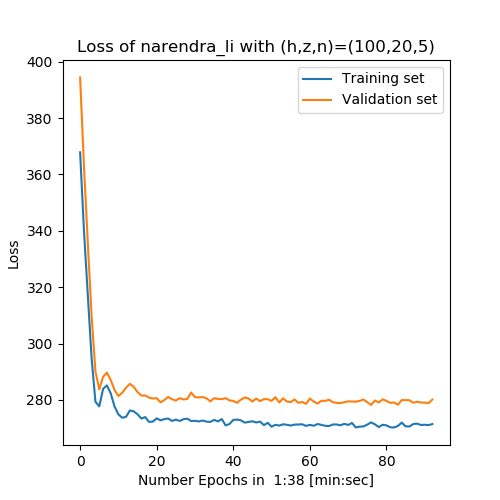 Loss of narendra_li with (h,z,n)=(100,20,5)
400
380
360
340
320
300
280
Loss
Training set
Validation set
0
20
40
60
80
Number Epochs in  1:38 [min:sec]